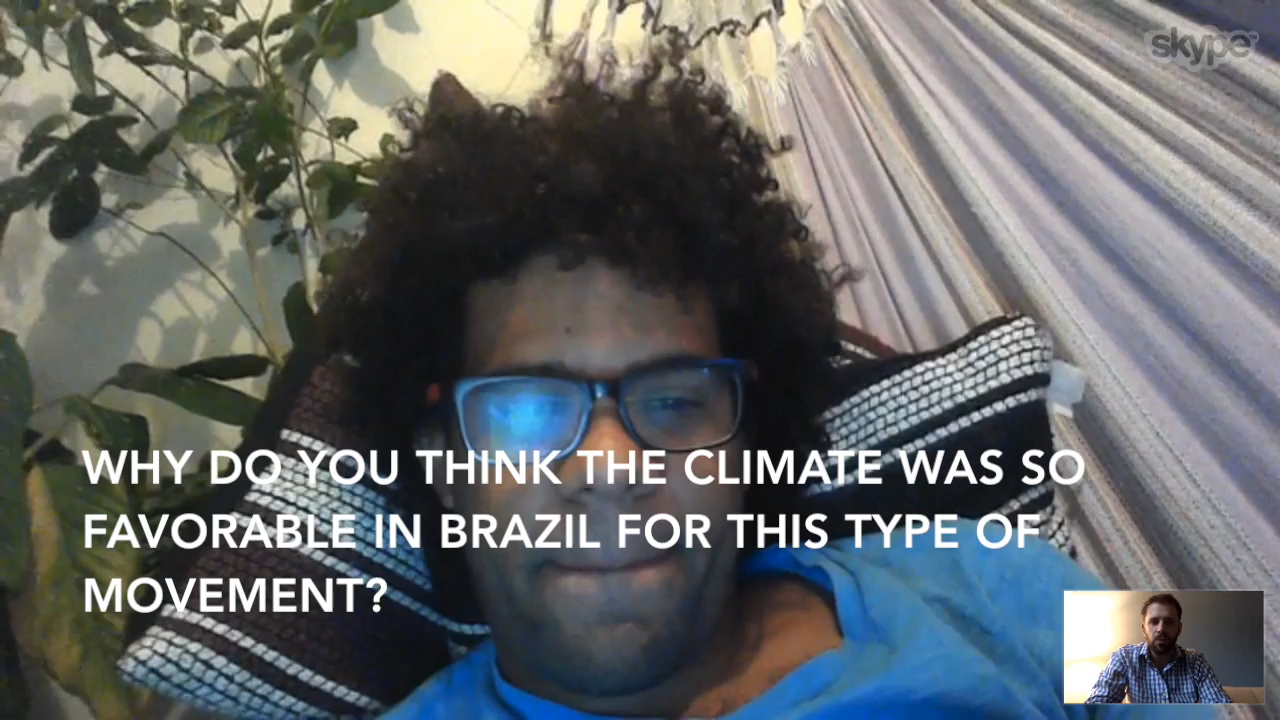 skype
WHY DO YOU THINK THE CLIMATE WAS SO
FAVORABLE IN BRAZIL FOR THIS TYPE OF
MOVEMENT?